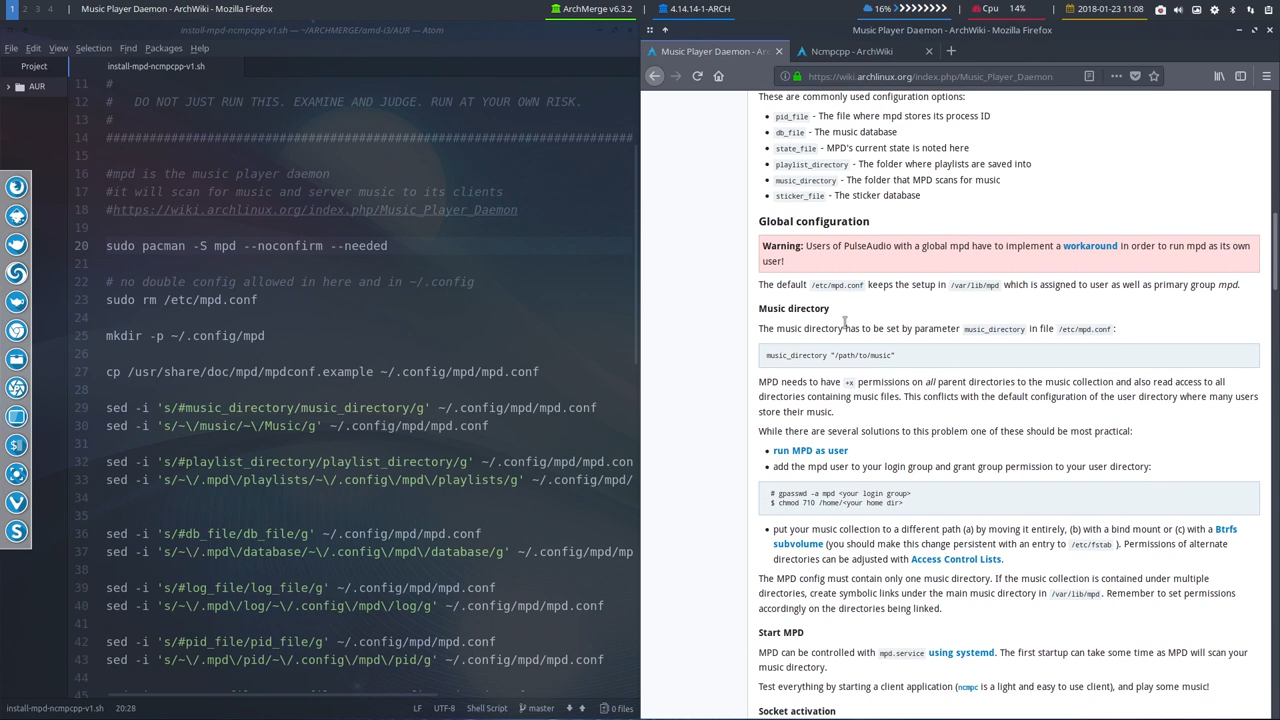 1 2 3 4 Music Player Daemon - ArchWiki - Mozilla Firefox
ArchMerge v6.3.2
4.14.14-1-ARCH
16%
Cpu 14%
2018-01-23 11:08
install-mpd-ncmpcpp-v1.sh — ~/ARCHMERGE/amd-i3/AUR — Atom
File Edit View Selection Find Packages Help
Project
install-mpd-ncmpcpp-v1.sh
AUR
11 #
12 # DO NOT JUST RUN THIS. EXAMINE AND JUDGE. RUN AT YOUR OWN RISK.
13 #
14 ##################################################################
15
16 #mpd is the music player daemon
17 #it will scan for music and server music to its clients
18 #https://wiki.archlinux.org/index.php/Music_Player_Daemon
19
20 sudo pacman -S mpd --noconfirm --needed
21
22 # no double config allowed in here and in ~/.config
23 sudo rm /etc/mpd.conf
24
25 mkdir -p ~/.config/mpd
26
27 cp /usr/share/doc/mpd/mpdconf.example ~/.config/mpd/mpd.conf
28
29 sed -i 's/#music_directory/music_directory/g' ~/.config/mpd/mpd.conf
30 sed -i 's/~\/music/~\/Music/g' ~/.config/mpd/mpd.conf
31
32 sed -i 's/#playlist_directory/playlist_directory/g' ~/.config/mpd/mpd.con
33 sed -i 's/~\/.mpd\/playlists/~\/.config\/mpd\/playlists/g' ~/.config/mpd/
34
35
36 sed -i 's/#db_file/db_file/g' ~/.config/mpd/mpd.conf
37 sed -i 's/~\/.mpd\/database/~\/.config\/mpd\/database/g' ~/.config/mpd/mp
38
39 sed -i 's/#log_file/log_file/g' ~/.config/mpd/mpd.conf
40 sed -i 's/~\/.mpd\/log/~\/.config\/mpd\/log/g' ~/.config/mpd/mpd.conf
41
42 sed -i 's/#pid_file/pid_file/g' ~/.config/mpd/mpd.conf
43 sed -i 's/~\/.mpd\/pid/~\/.config\/mpd\/pid/g' ~/.config/mpd/mpd.conf
44
45
install-mpd-ncmpcpp-v1.sh 20:28 LF UTF-8 Shell Script master 0 files
Music Player Daemon - ArchWiki - Mozilla Firefox
Music Player Daemon - Arc
Ncmpcpp - ArchWiki
https://wiki.archlinux.org/index.php/Music_Player_Daemon
These are commonly used configuration options:
pid_file - The file where mpd stores its process ID
db_file - The music database
state_file - MPD's current state is noted here
playlist_directory - The folder where playlists are saved into
music_directory - The folder that MPD scans for music
sticker_file - The sticker database
Global configuration
Warning: Users of PulseAudio with a global mpd have to implement a workaround in order to run mpd as its own
user!
The default /etc/mpd.conf keeps the setup in /var/lib/mpd which is assigned to user as well as primary group mpd.
Music directory
The music directory has to be set by parameter music_directory in file /etc/mpd.conf:
music_directory "/path/to/music"
MPD needs to have +x permissions on all parent directories to the music collection and also read access to all
directories containing music files. This conflicts with the default configuration of the user directory where many users
store their music.
While there are several solutions to this problem one of these should be most practical:
run MPD as user
add the mpd user to your login group and grant group permission to your user directory:
# gpasswd -a mpd <your login group>
$ chmod 710 /home/<your home dir>
put your music collection to a different path (a) by moving it entirely, (b) with a bind mount or (c) with a Btrfs
subvolume (you should make this change persistent with an entry to /etc/fstab ). Permissions of alternate
directories can be adjusted with Access Control Lists.
The MPD config must contain only one music directory. If the music collection is contained under multiple
directories, create symbolic links under the main music directory in /var/lib/mpd. Remember to set permissions
accordingly on the directories being linked.
Start MPD
MPD can be controlled with mpd.service using systemd. The first startup can take some time as MPD will scan your
music directory.
Test everything by starting a client application (ncmpc is a light and easy to use client), and play some music!
Socket activation